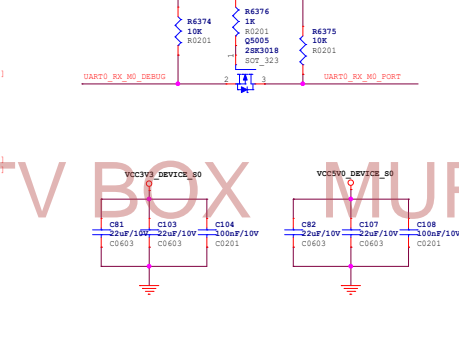 R6376
1K
R0201
R6374
10K
R0201
R6375
10K
R0201
Q5005
2SK3018
SOT_323
1
UART0_RX_M0_DEBUG
2
3
UART0_RX_M0_PORT
TV BOX
VCC3V3_DEVICE_S0
VCC5V0_DEVICE_S0
C81
22uF/10V
C0603
C103
22uF/10V
C0603
C104
100nF/10V
C0201
C82
22uF/10V
C0603
C107
22uF/10V
C0603
C108
100nF/10V
C0201